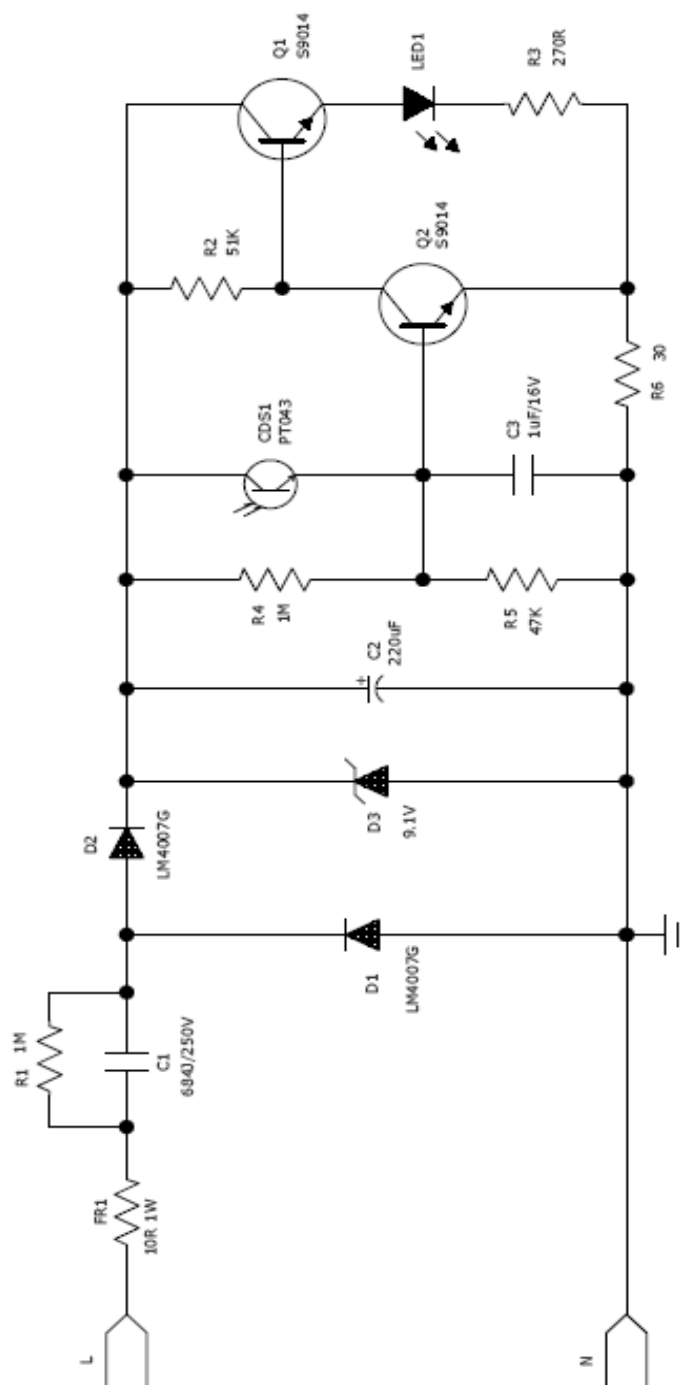 L
FR1
10R 1W
R1 1M
C1
684J/250V
D2
LM4007G
D1
LM4007G
D3
9.1V
C2
220uF
+
R4
1M
R5
47K
CDS1
PT043
C3
1uF/16V
R2
51K
Q2
S9014
R6 30
Q1
S9014
LED1
R3
270R
N